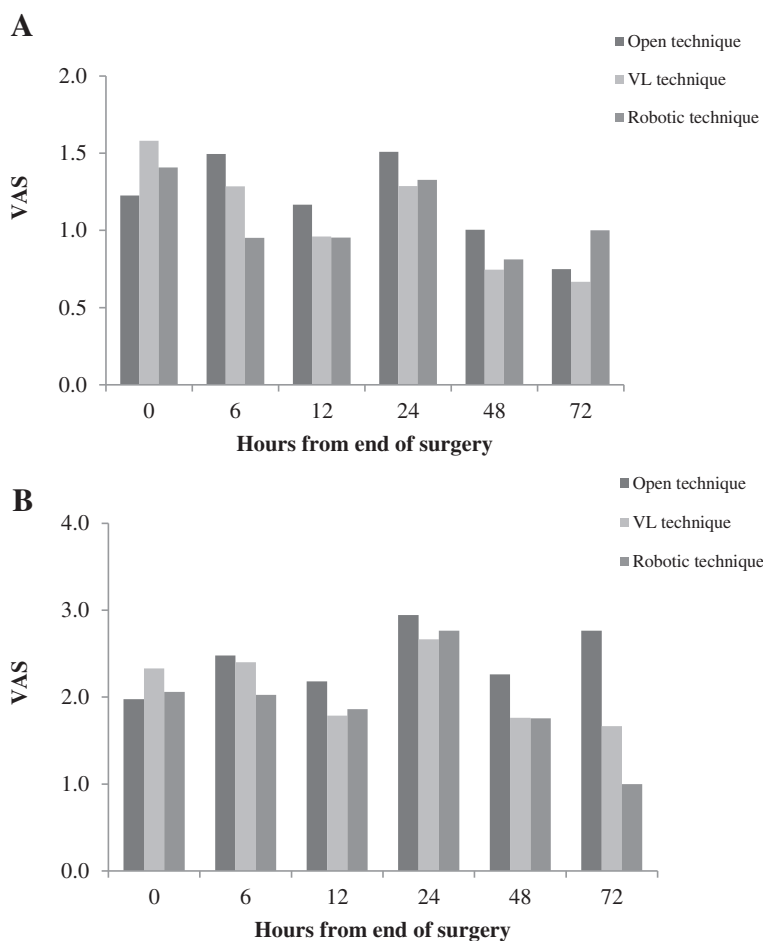 A
Open technique
VL technique
Robotic technique
2.0
1.5
1.0
0.5
0.0
VAS
0 6 12 24 48 72
Hours from end of surgery
B
Open technique
VL technique
Robotic technique
4.0
3.0
2.0
1.0
0.0
VAS
0 6 12 24 48 72
Hours from end of surgery